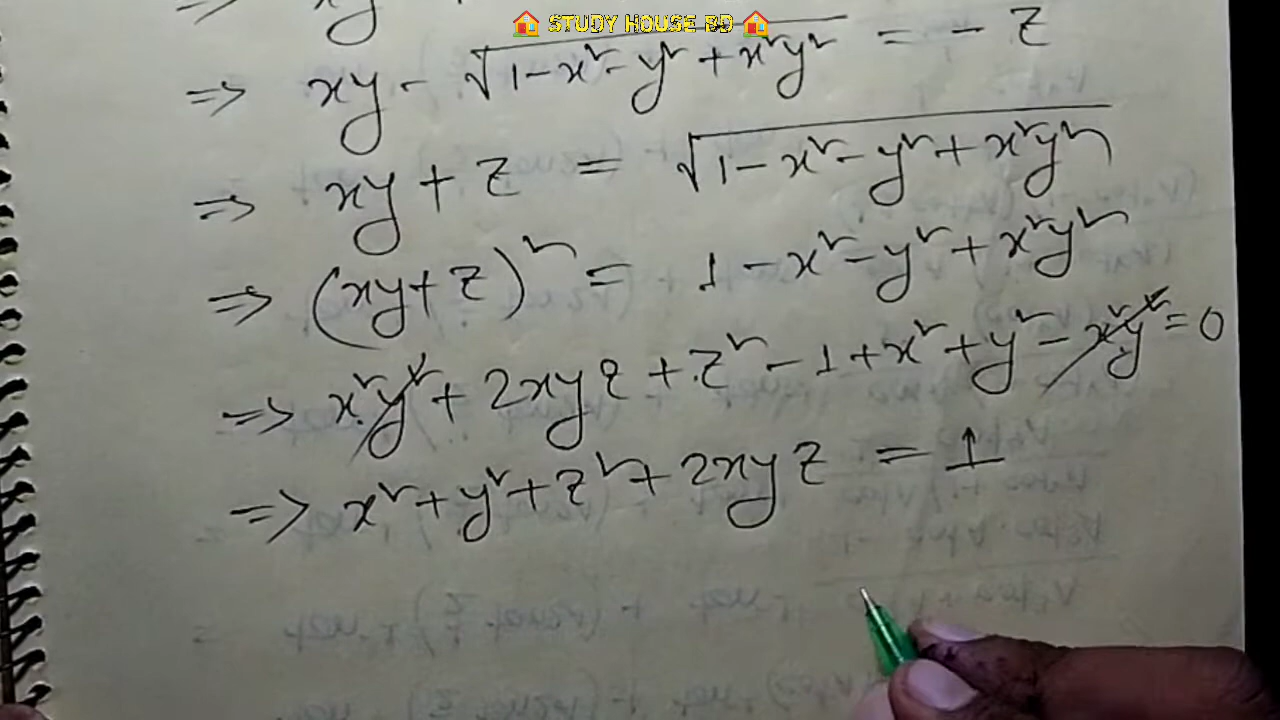 🏠 STUDY HOUSE BD 🏠
=> xy
=> xy - √(1-x²-y²+x²y²) = -z
=> xy+z = √(1-x²-y²+x²y²)
=> (xy+z)² = 1-x²-y²+x²y²
=> x²y²+2xyz+z²-1+x²+y²-x²y²=0
=> x²+y²+z²+2xyz = 1